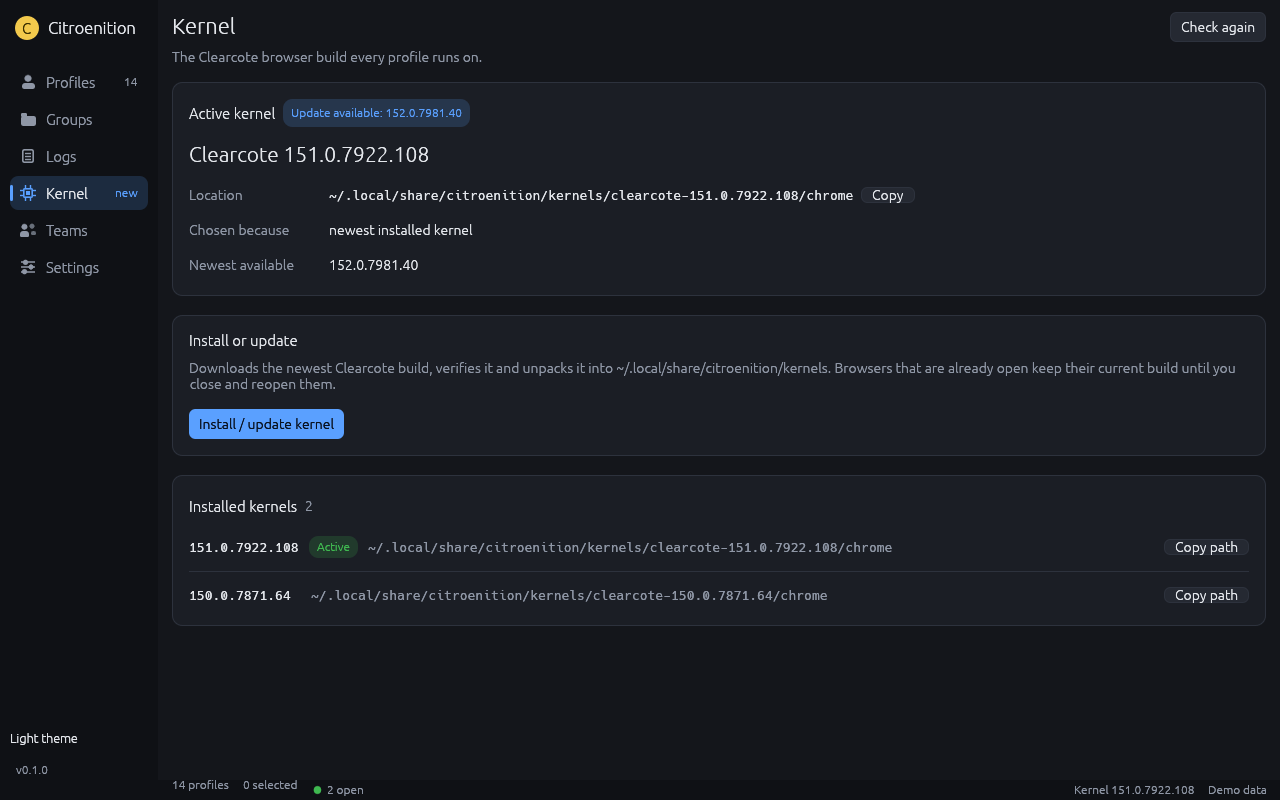 C Citroenition
Profiles 14
Groups
Logs
Kernel new
Teams
Settings
Light theme
v0.1.0
Kernel
Check again
The Clearcote browser build every profile runs on.
Active kernel Update available: 152.0.7981.40
Clearcote 151.0.7922.108
Location ~/.local/share/citroenition/kernels/clearcote-151.0.7922.108/chrome Copy
Chosen because newest installed kernel
Newest available 152.0.7981.40
Install or update
Downloads the newest Clearcote build, verifies it and unpacks it into ~/.local/share/citroenition/kernels. Browsers that are already open keep their current build until you
close and reopen them.
Install / update kernel
Installed kernels 2
151.0.7922.108 Active ~/.local/share/citroenition/kernels/clearcote-151.0.7922.108/chrome Copy path
150.0.7871.64 ~/.local/share/citroenition/kernels/clearcote-150.0.7871.64/chrome Copy path
14 profiles 0 selected 2 open Kernel 151.0.7922.108 Demo data